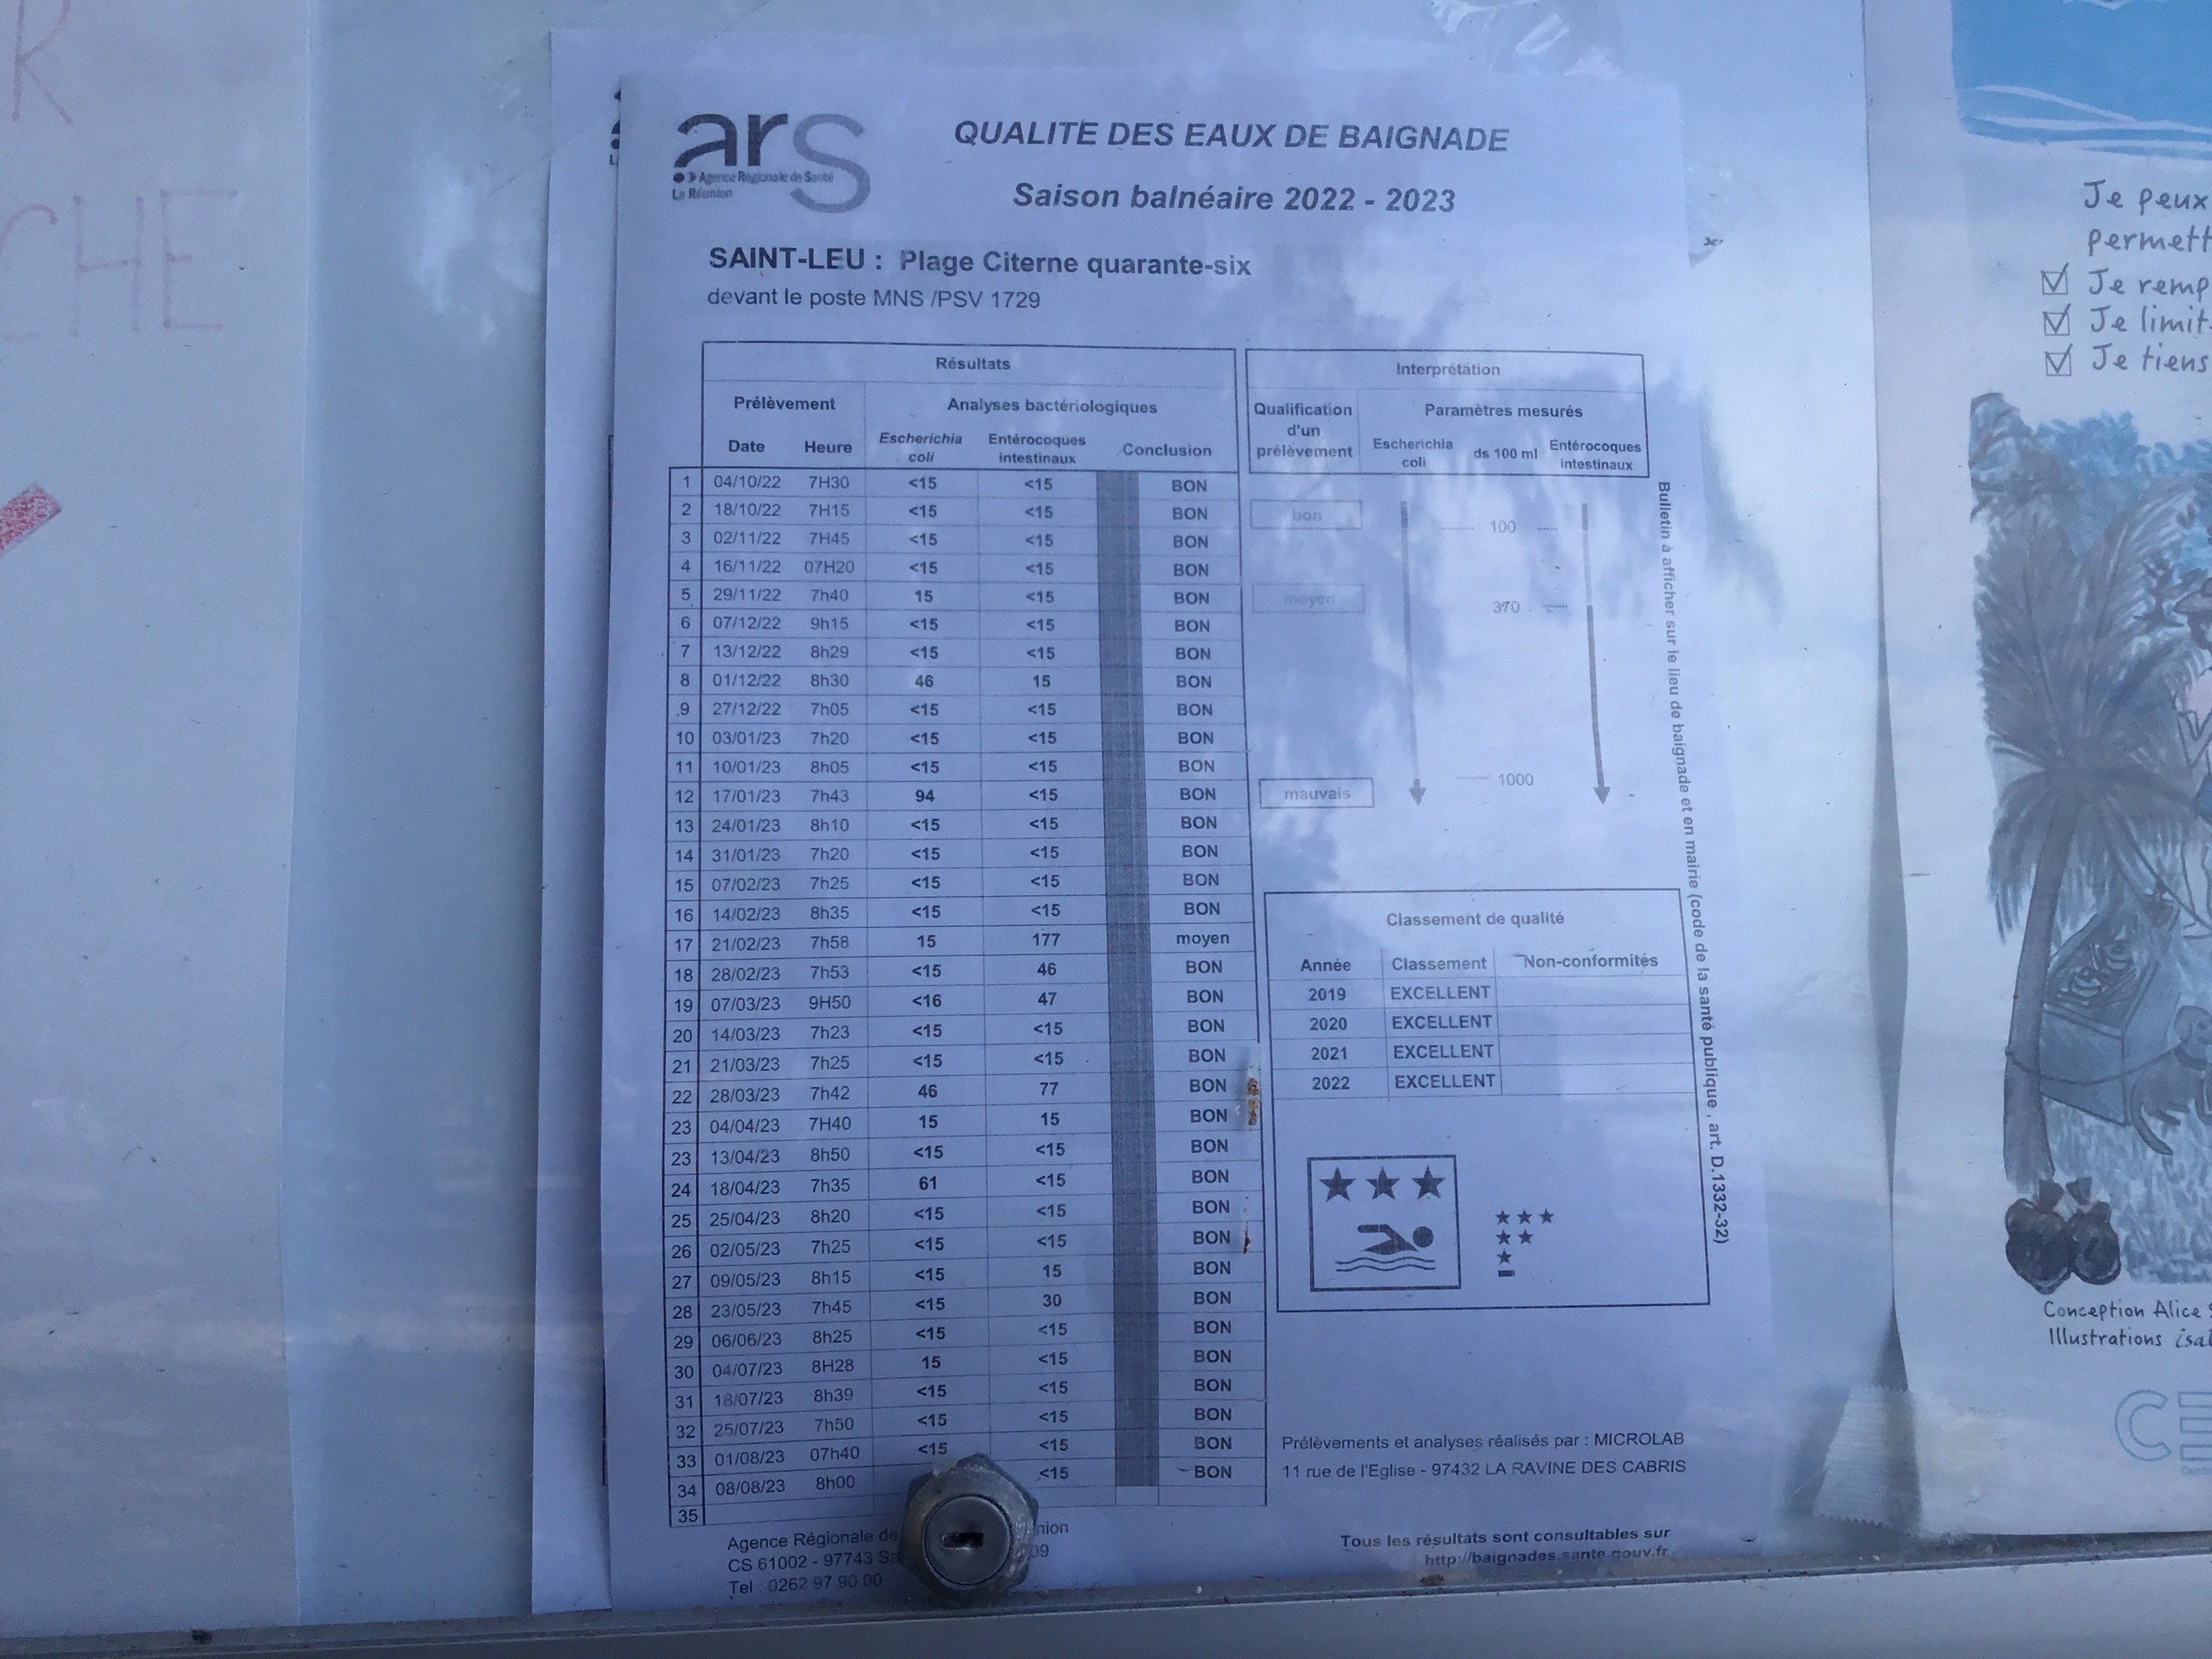 R
CHE
ars
Agence Régionale de Santé
La Réunion
QUALITE DES EAUX DE BAIGNADE
Saison balnéaire 2022 - 2023
SAINT-LEU : Plage Citerne quarante-six
devant le poste MNS /PSV 1729
Résultats
Prélèvement Analyses bactériologiques
Date Heure Escherichia coli Entérocoques intestinaux Conclusion
1 04/10/22 7H30 <15 <15 BON
2 18/10/22 7H15 <15 <15 BON
3 02/11/22 7H45 <15 <15 BON
4 16/11/22 07H20 <15 <15 BON
5 29/11/22 7h40 15 <15 BON
6 07/12/22 9h15 <15 <15 BON
7 13/12/22 8h29 <15 <15 BON
8 01/12/22 8h30 46 15 BON
9 27/12/22 7h05 <15 <15 BON
10 03/01/23 7h20 <15 <15 BON
11 10/01/23 8h05 <15 <15 BON
12 17/01/23 7h43 94 <15 BON
13 24/01/23 8h10 <15 <15 BON
14 31/01/23 7h20 <15 <15 BON
15 07/02/23 7h25 <15 <15 BON
16 14/02/23 8h35 <15 <15 BON
17 21/02/23 7h58 15 177 moyen
18 28/02/23 7h53 <15 46 BON
19 07/03/23 9H50 <16 47 BON
20 14/03/23 7h23 <15 <15 BON
21 21/03/23 7h25 <15 <15 BON
22 28/03/23 7h42 46 77 BON
23 04/04/23 7H40 15 15 BON
23 13/04/23 8h50 <15 <15 BON
24 18/04/23 7h35 61 <15 BON
25 25/04/23 8h20 <15 <15 BON
26 02/05/23 7h25 <15 <15 BON
27 09/05/23 8h15 <15 15 BON
28 23/05/23 7h45 <15 30 BON
29 06/06/23 8h25 <15 <15 BON
30 04/07/23 8H28 15 <15 BON
31 18/07/23 8h39 <15 <15 BON
32 25/07/23 7h50 <15 <15 BON
33 01/08/23 07h40 <15 <15 BON
34 08/08/23 8h00 <15 BON
35
Interprétation
Qualification d'un prélèvement
Paramètres mesurés
Escherichia coli ds 100 ml Entérocoques intestinaux
bon
100
moyen
370
mauvais
1000
Classement de qualité
Année Classement Non-conformités
2019 EXCELLENT
2020 EXCELLENT
2021 EXCELLENT
2022 EXCELLENT
Bulletin à afficher sur le lieu de baignade et en mairie (code de la santé publique , art. D.1332-32)
Prélèvements et analyses réalisés par : MICROLAB
11 rue de l'Eglise - 97432 LA RAVINE DES CABRIS
Agence Régionale de
CS 61002 - 97743
Tel : 0262 97 90 00
Tous les résultats sont consultables sur
http://baignades.sante.gouv.fr
Je peux
permett
Je remp
Je limit
Je tiens
Conception Alice
Illustrations isa
CE